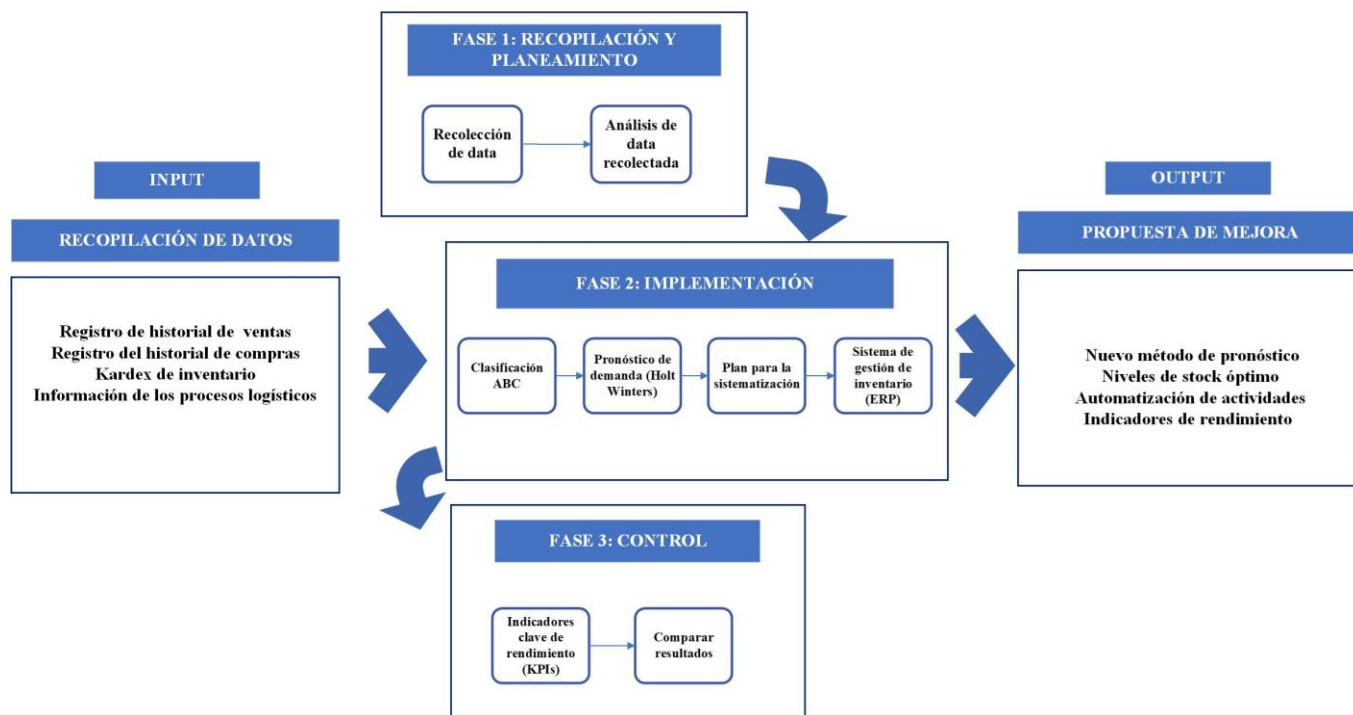 INPUT
RECOPILACIÓN DE DATOS
Registro de historial de ventas
Registro del historial de compras
Kardex de inventario
Información de los procesos logísticos
FASE 1: RECOPILACIÓN Y
PLANEAMIENTO
Recolección
de data
Análisis de
data
recolectada
FASE 2: IMPLEMENTACIÓN
Clasificación
ABC
Pronóstico de
demanda (Holt
Winters)
Plan para la
sistematización
Sistema de
gestión de
inventario
(ERP)
FASE 3: CONTROL
Indicadores
clave de
rendimiento
(KPIs)
Comparar
resultados
OUTPUT
PROPUESTA DE MEJORA
Nuevo método de pronóstico
Niveles de stock óptimo
Automatización de actividades
Indicadores de rendimiento